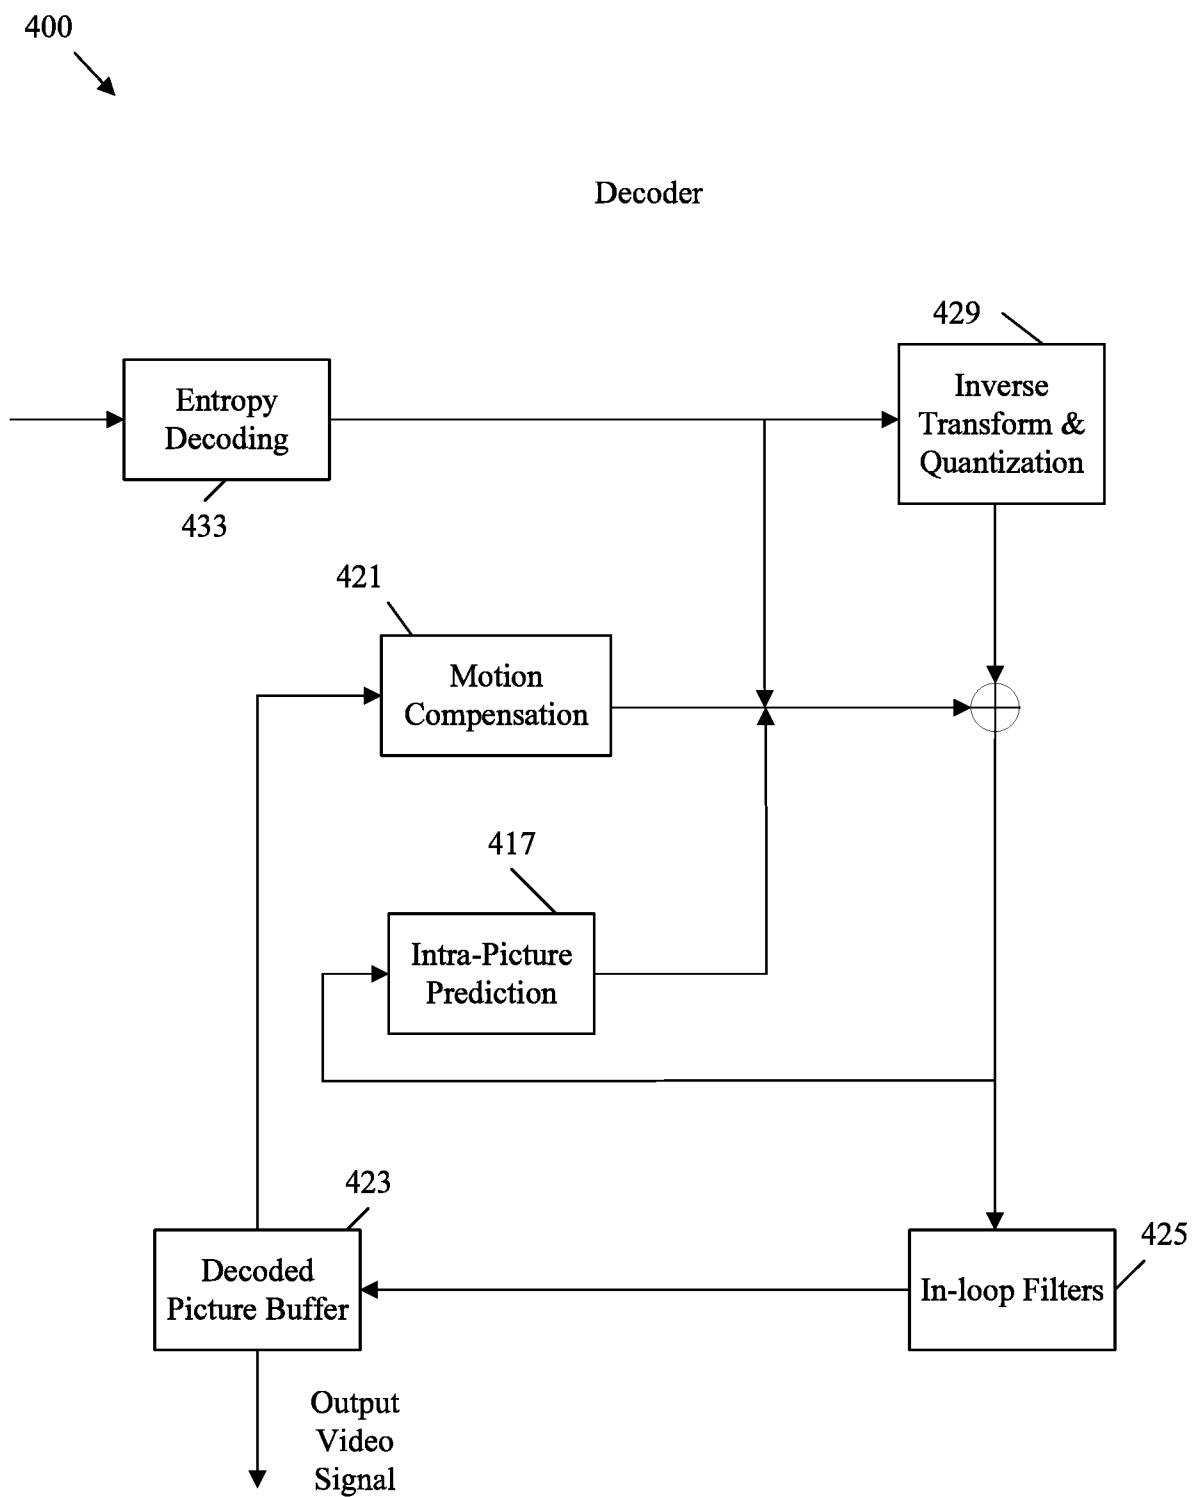 400
Decoder
429
Entropy
Decoding
433
Inverse
Transform &
Quantization
421
Motion
Compensation
417
Intra-Picture
Prediction
423
Decoded
Picture Buffer
425
In-loop Filters
Output
Video
Signal